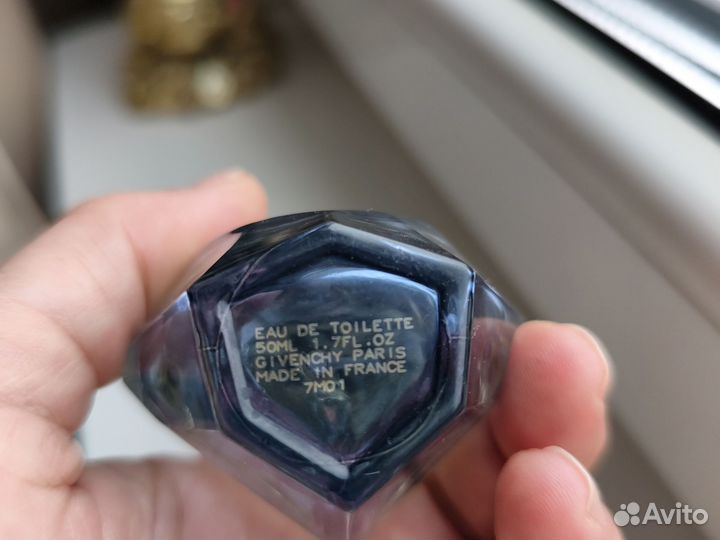 EAU DE TOILETTE
50ML 1.7FL.OZ
GIVENCHY PARIS
MADE IN FRANCE
7M01
Avito